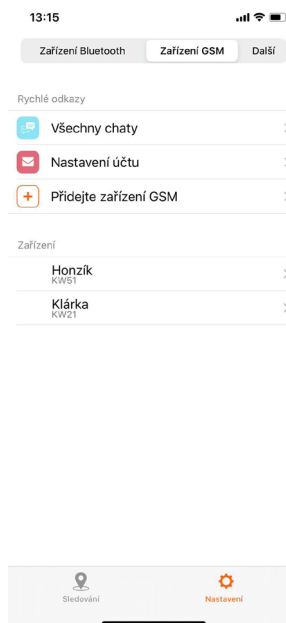 13:15
Zařízení Bluetooth Zařízení GSM Další
Rychlé odkazy
Všechny chaty
Nastavení účtu
Přidejte zařízení GSM
Zařízení
Honzík
KW51
Klárka
KW21
Sledování Nastavení